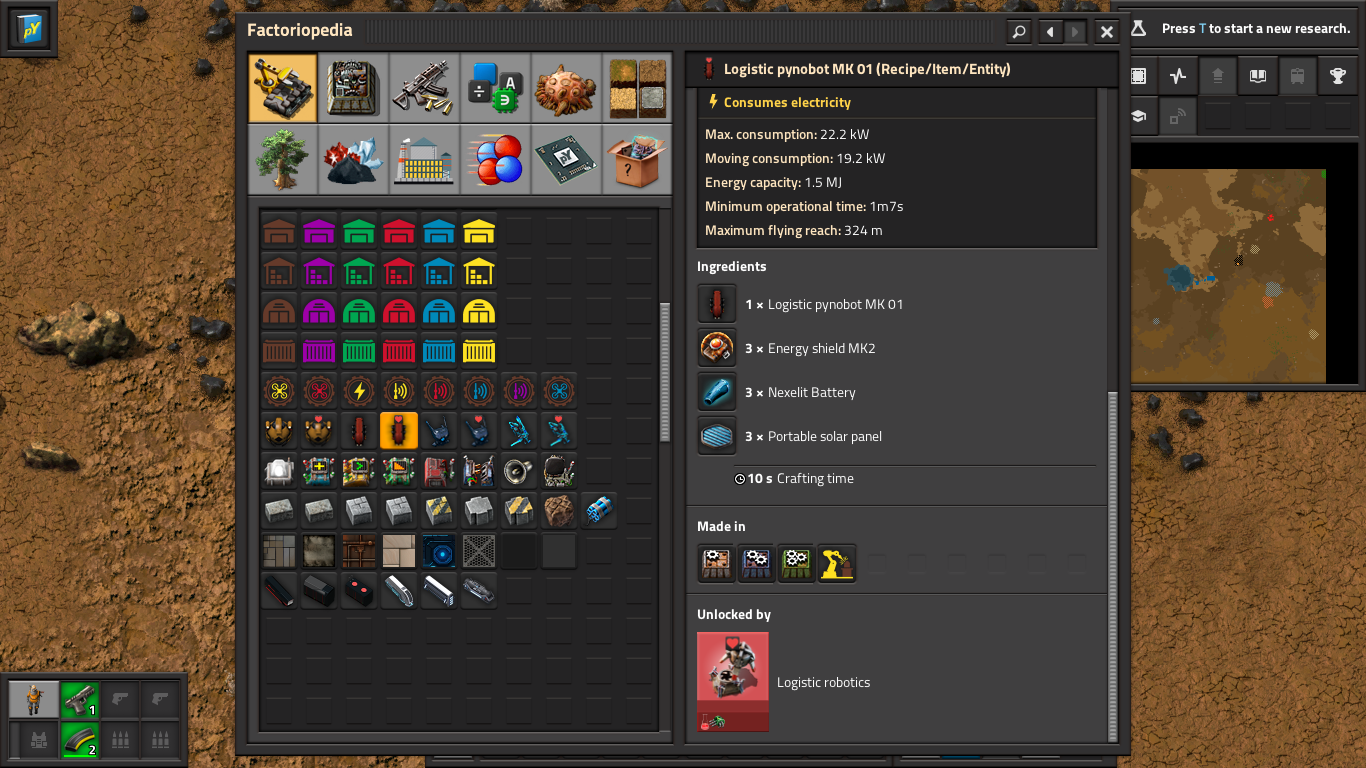 pY
Factoriopedia
A
÷
Э
pY
?
Logistic pynobot MK 01 (Recipe/Item/Entity)
Consumes electricity
Max. consumption: 22.2 kW
Moving consumption: 19.2 kW
Energy capacity: 1.5 MJ
Minimum operational time: 1m7s
Maximum flying reach: 324 m
Ingredients
1 × Logistic pynobot MK 01
3 × Energy shield MK2
3 × Nexelit Battery
3 × Portable solar panel
10 s Crafting time
Made in
Unlocked by
Logistic robotics
Press T to start a new research.
1
2